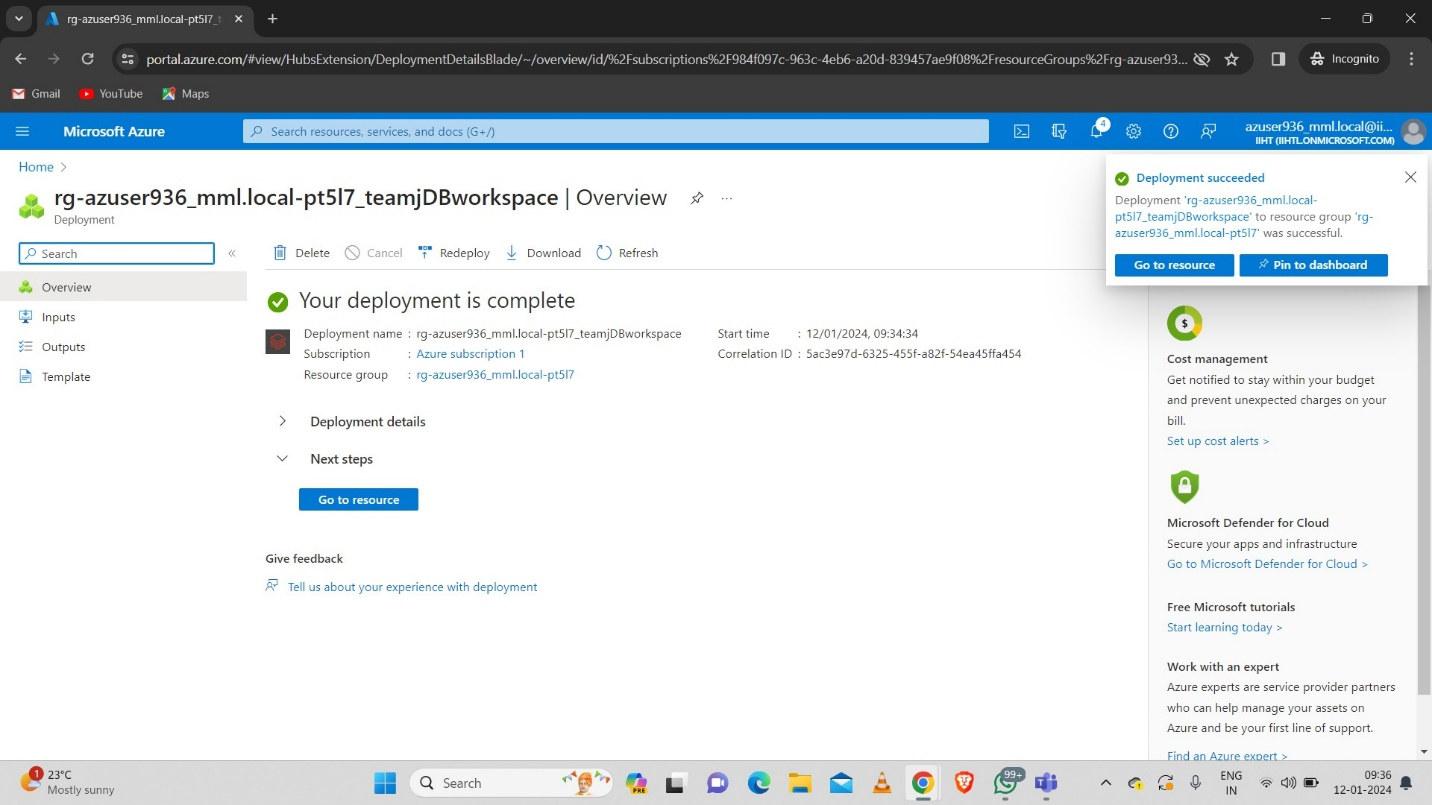 rg-azuser936_mml.local-pt5l7_t
portal.azure.com/#view/HubsExtension/DeploymentDetailsBlade/~/overview/id/%2Fsubscriptions%2F984f097c-963c-4eb6-a20d-839457ae9f08%2FresourceGroups%2Frg-azuser93...
Incognito
Gmail
YouTube
Maps
Microsoft Azure
Search resources, services, and docs (G+/)
4
azuser936_mml.local@ii...
IIHT (IIHTL.ONMICROSOFT.COM)
Home
rg-azuser936_mml.local-pt5l7_teamjDBworkspace | Overview
Deployment
Deployment succeeded
Deployment 'rg-azuser936_mml.local-
pt5l7_teamjDBworkspace' to resource group 'rg-
azuser936_mml.local-pt5l7' was successful.
Go to resource
Pin to dashboard
Search
Overview
Inputs
Outputs
Template
Delete
Cancel
Redeploy
Download
Refresh
Your deployment is complete
Deployment name : rg-azuser936_mml.local-pt5l7_teamjDBworkspace
Subscription : Azure subscription 1
Resource group : rg-azuser936_mml.local-pt5l7
Start time : 12/01/2024, 09:34:34
Correlation ID : 5ac3e97d-6325-455f-a82f-54ea45ffa454
Deployment details
Next steps
Go to resource
Give feedback
Tell us about your experience with deployment
Cost management
Get notified to stay within your budget
and prevent unexpected charges on your
bill.
Set up cost alerts >
Microsoft Defender for Cloud
Secure your apps and infrastructure
Go to Microsoft Defender for Cloud >
Free Microsoft tutorials
Start learning today >
Work with an expert
Azure experts are service provider partners
who can help manage your assets on
Azure and be your first line of support.
Find an Azure expert >
1
23°C
Mostly sunny
Search
PRE
99+
ENG
IN
09:36
12-01-2024